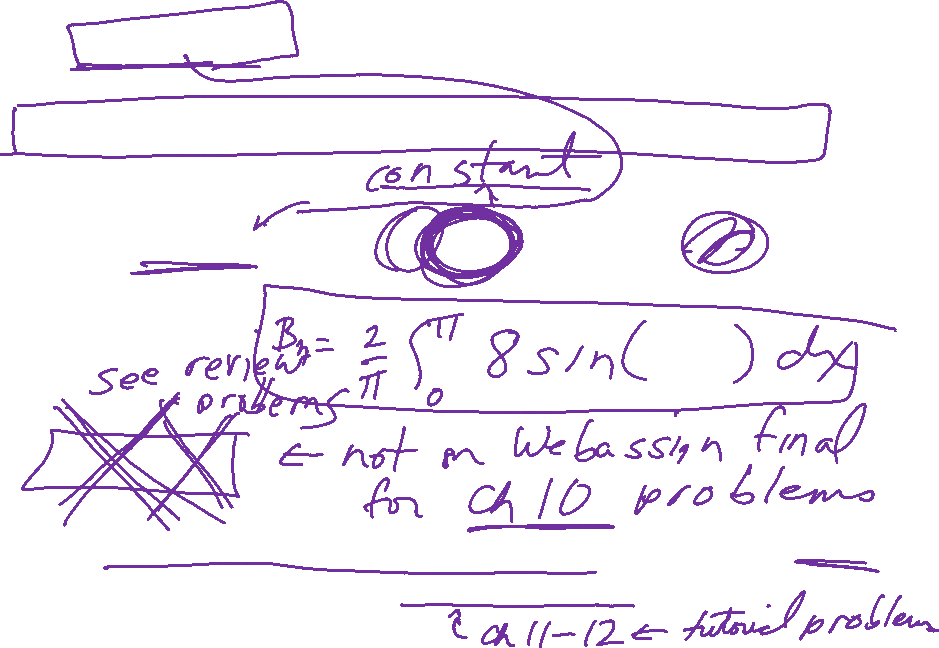 constant
B_n = 2/π ∫_0^π 8 sin( ) dx
see review
problems
← not on Webassign final
for ch 10 problems
ch 11-12 ← tutorial problems